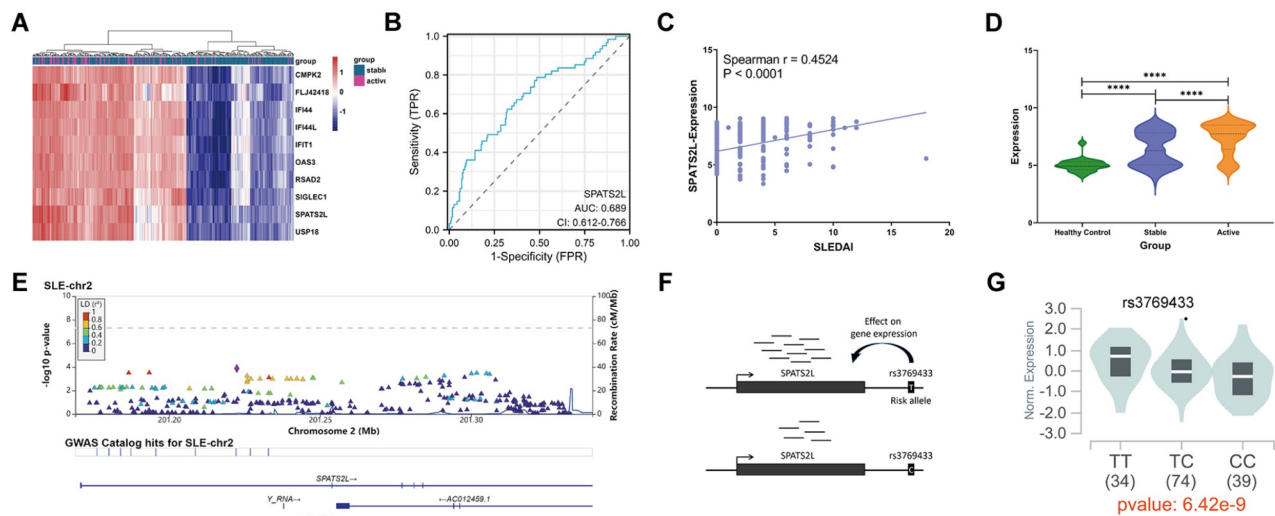 A
group
CMPK2
FLJ42418
IFI44
IFI44L
IFIT1
OAS3
RSAD2
SIGLEC1
SPATS2L
USP18
1
0
-1
group
stable
active
B
Sensitivity (TPR)
1.0
0.8
0.6
0.4
0.2
0.0
0.00 0.25 0.50 0.75 1.00
1-Specificity (FPR)
SPATS2L
AUC: 0.689
CI: 0.612-0.766
C
Spearman r = 0.4524
P < 0.0001
SPATS2L-Expression
15
10
5
0
0 5 10 15 20
SLEDAI
D
Expression
15
10
5
0
****
**** ****
Healthy Control Stable Active
Group
E
SLE-chr2
LD (r²)
1
0.8
0.6
0.4
0.2
0
-log10 p-value
10
8
6
4
2
0
100
80
60
40
20
0
Recombination Rate (cM/Mb)
201.20 201.25 201.30
Chromosome 2 (Mb)
GWAS Catalog hits for SLE-chr2
SPATS2L→
Y_RNA→ ←AC012459.1
F
Effect on
gene expression
SPATS2L rs3769433
T
Risk allele
SPATS2L rs3769433
C
G
rs3769433
Norm. Expression
3.0
2.0
1.0
0.0
-1.0
-2.0
-3.0
TT TC CC
(34) (74) (39)
pvalue: 6.42e-9